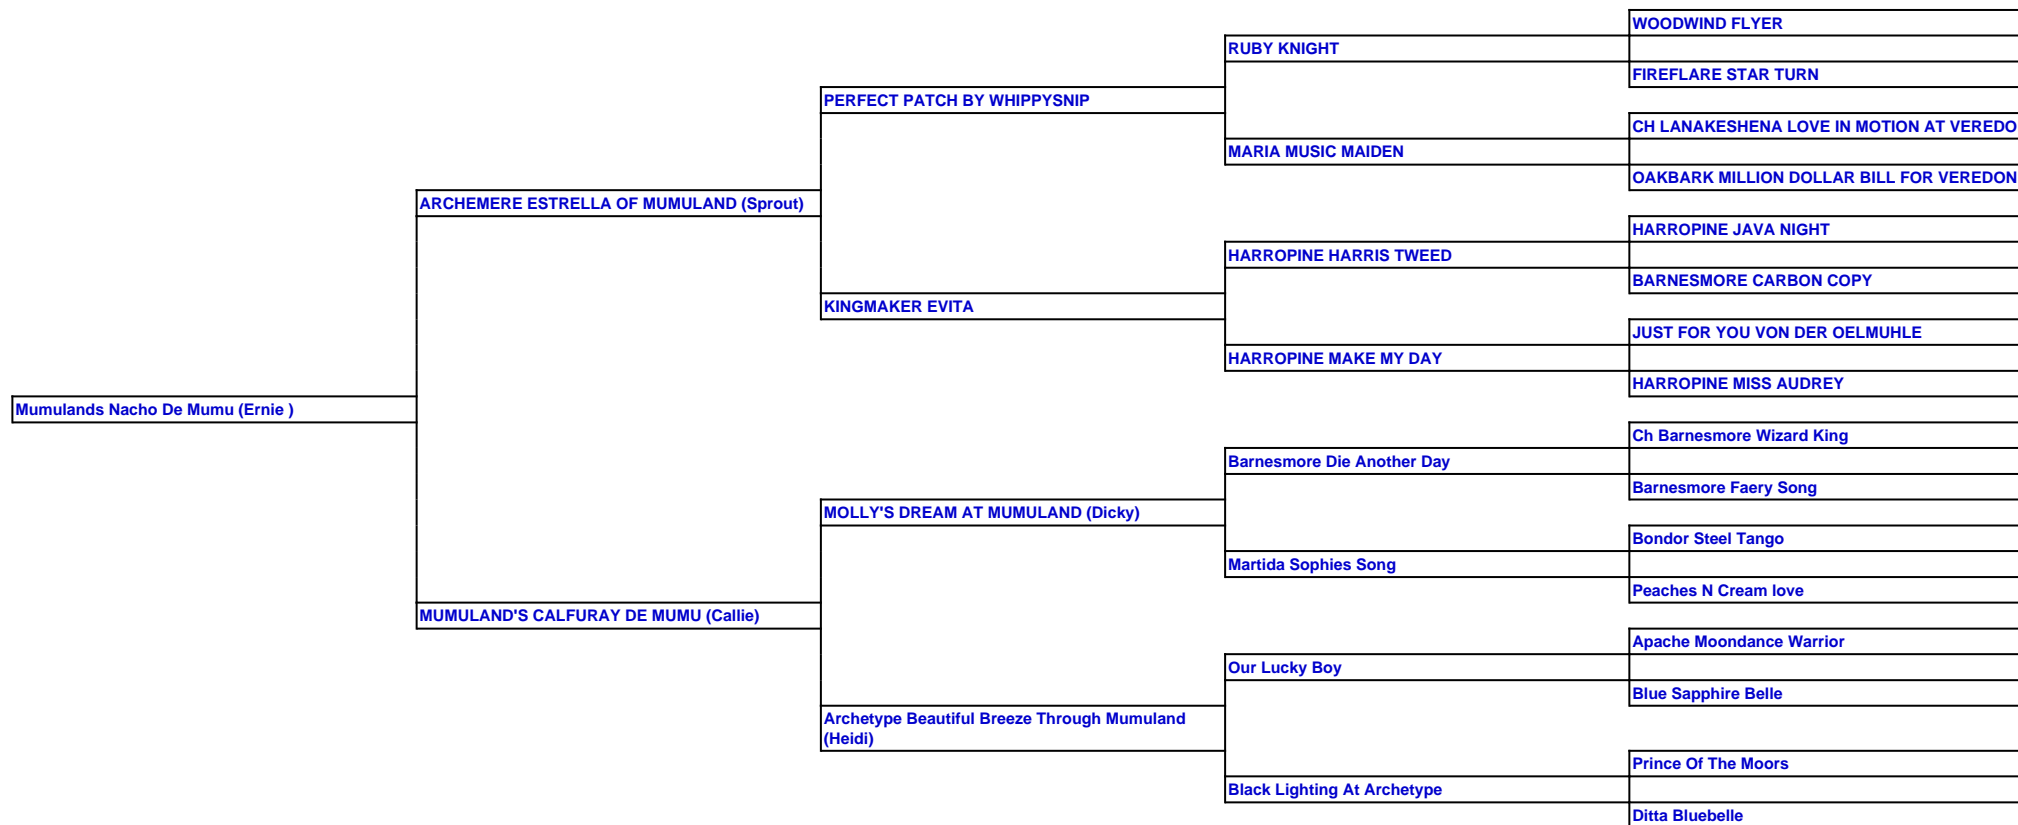 WOODWIND FLYER
RUBY KNIGHT
FIREFLARE STAR TURN
PERFECT PATCH BY WHIPPYSNIP
CH LANAKESHENA LOVE IN MOTION AT VEREDO
MARIA MUSIC MAIDEN
OAKBARK MILLION DOLLAR BILL FOR VEREDON
ARCHEMERE ESTRELLA OF MUMULAND (Sprout)
HARROPINE JAVA NIGHT
HARROPINE HARRIS TWEED
BARNESMORE CARBON COPY
KINGMAKER EVITA
JUST FOR YOU VON DER OELMUHLE
HARROPINE MAKE MY DAY
HARROPINE MISS AUDREY
Mumulands Nacho De Mumu (Ernie )
Ch Barnesmore Wizard King
Barnesmore Die Another Day
Barnesmore Faery Song
MOLLY'S DREAM AT MUMULAND (Dicky)
Bondor Steel Tango
Martida Sophies Song
Peaches N Cream love
MUMULAND'S CALFURAY DE MUMU (Callie)
Apache Moondance Warrior
Our Lucky Boy
Blue Sapphire Belle
Archetype Beautiful Breeze Through Mumuland
(Heidi)
Prince Of The Moors
Black Lighting At Archetype
Ditta Bluebelle